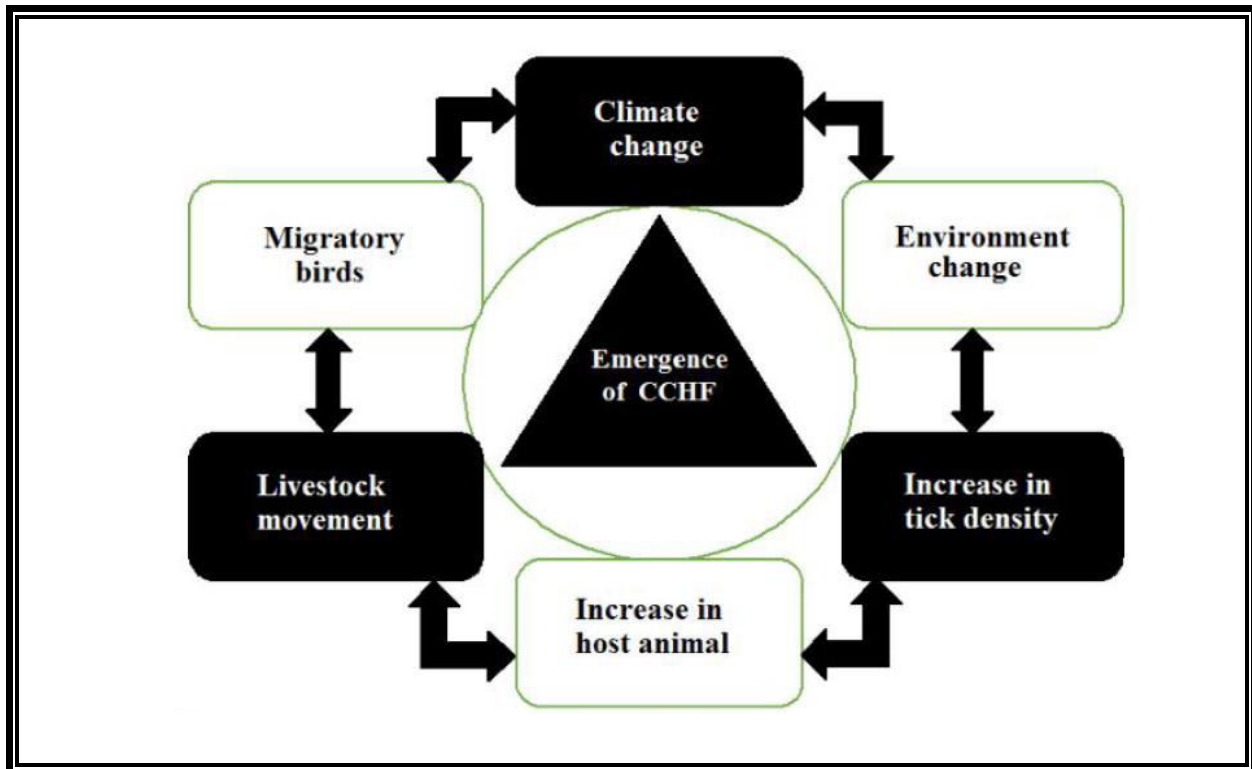 Climate
change
Migratory
birds
Environment
change
Emergence
of CCHF
Livestock
movement
Increase in
tick density
Increase in
host animal